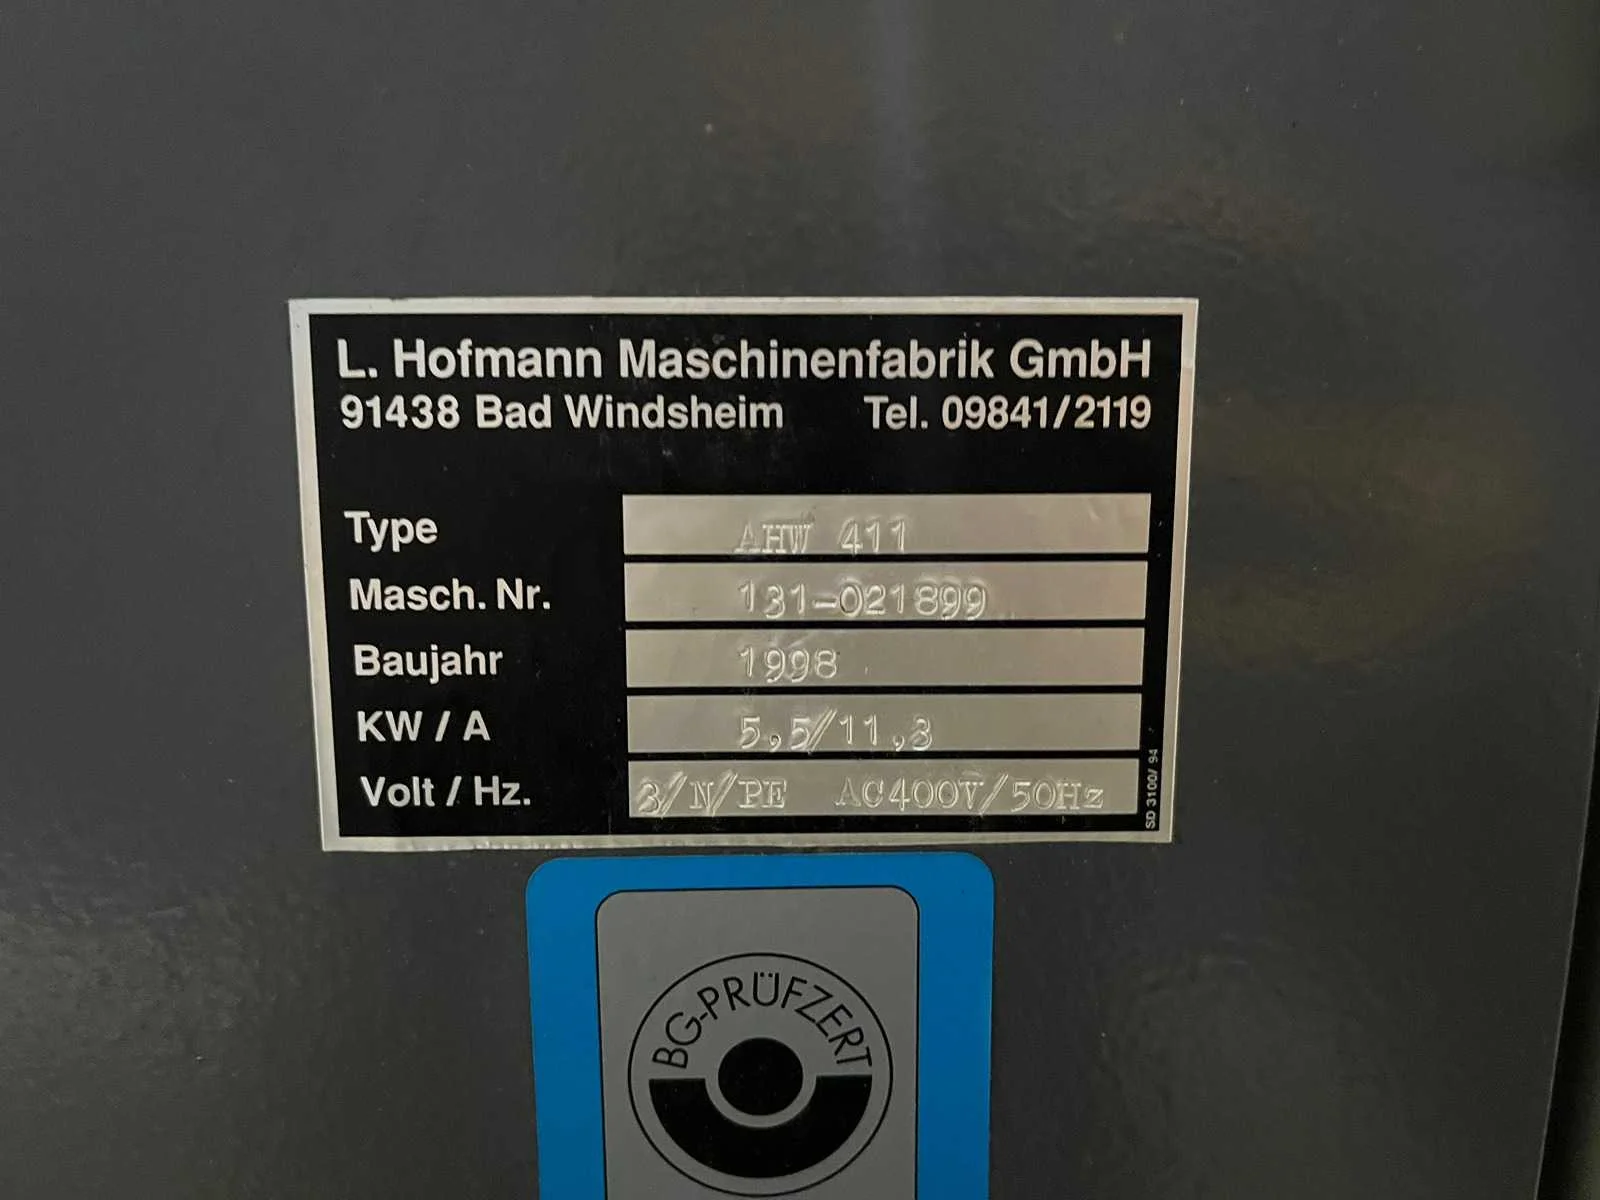 L. Hofmann Maschinenfabrik GmbH
91438 Bad Windsheim Tel. 09841/2119
Type AHW 411
Masch. Nr. 131-021899
Baujahr 1998
KW / A 5,5/11,3
Volt / Hz. 3/N/PE AC400V/50Hz
SD 3100/ 94
BG-PRÜFZERT